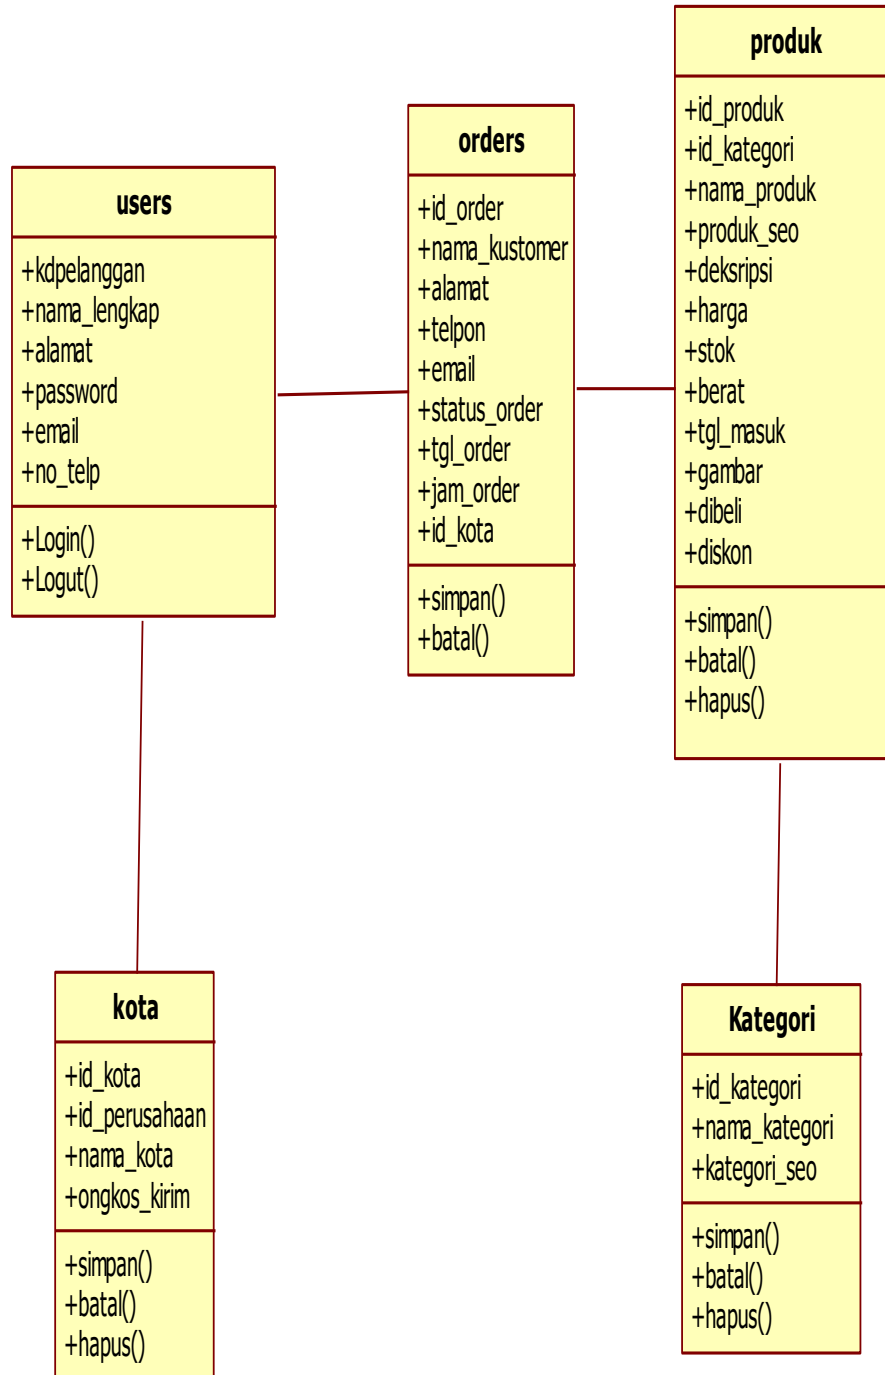 users
+kdpelanggan
+nama_lengkap
+alamat
+password
+email
+no_telp
+Login()
+Logut()
orders
+id_order
+nama_kustomer
+alamat
+telpon
+email
+status_order
+tgl_order
+jam_order
+id_kota
+simpan()
+batal()
produk
+id_produk
+id_kategori
+nama_produk
+produk_seo
+deksripsi
+harga
+stok
+berat
+tgl_masuk
+gambar
+dibeli
+diskon
+simpan()
+batal()
+hapus()
kota
+id_kota
+id_perusahaan
+nama_kota
+ongkos_kirim
+simpan()
+batal()
+hapus()
Kategori
+id_kategori
+nama_kategori
+kategori_seo
+simpan()
+batal()
+hapus()